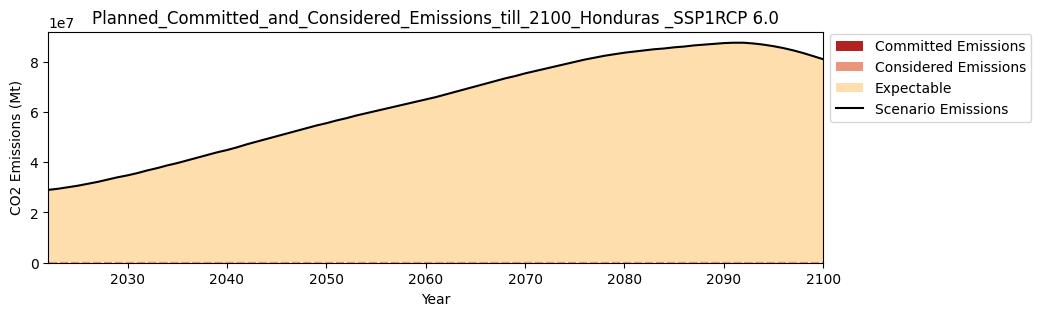 Planned_Committed_and_Considered_Emissions_till_2100_Honduras _SSP1RCP 6.0
1e7
8
6
4
2
0
CO2 Emissions (Mt)
2030 2040 2050 2060 2070 2080 2090 2100
Year
Committed Emissions
Considered Emissions
Expectable
Scenario Emissions